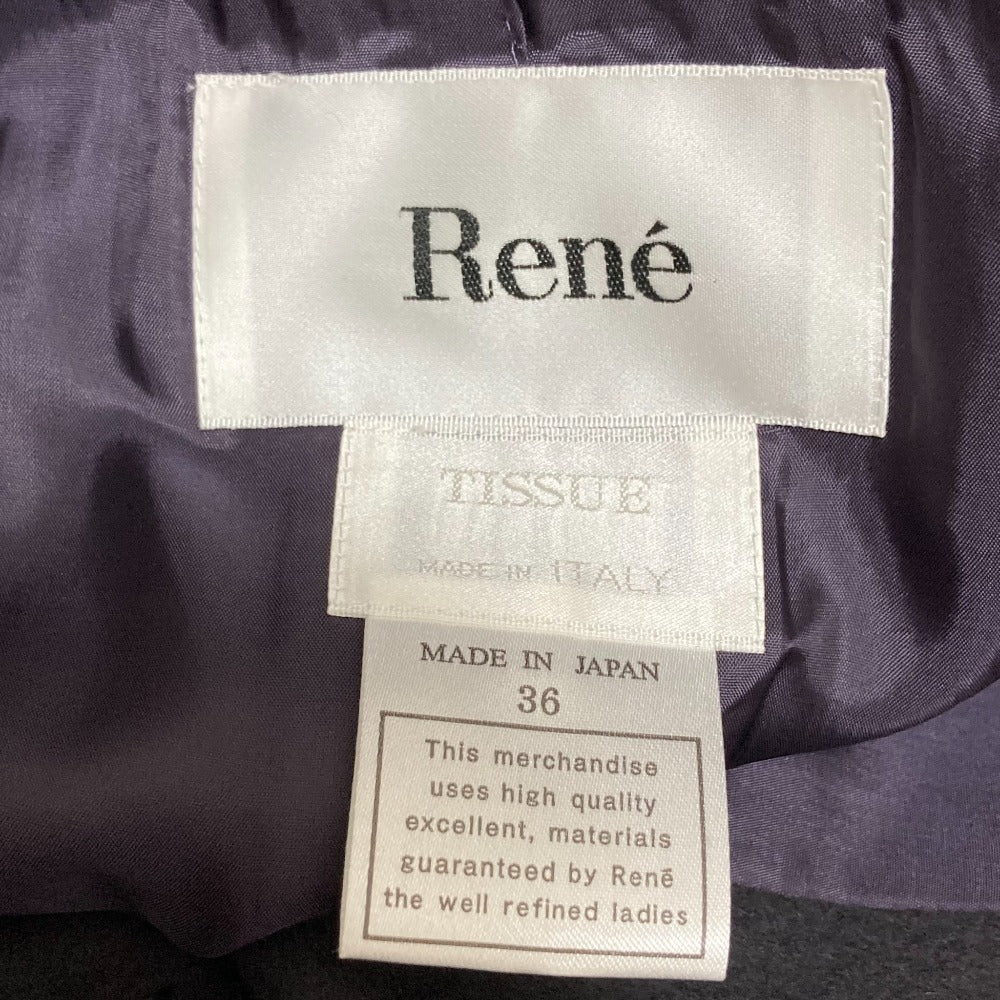 René
TISSUE
MADE IN ITALY
MADE IN JAPAN
36
This merchandise
uses high quality
excellent, materials
guaranteed by Renē
the well refined ladies